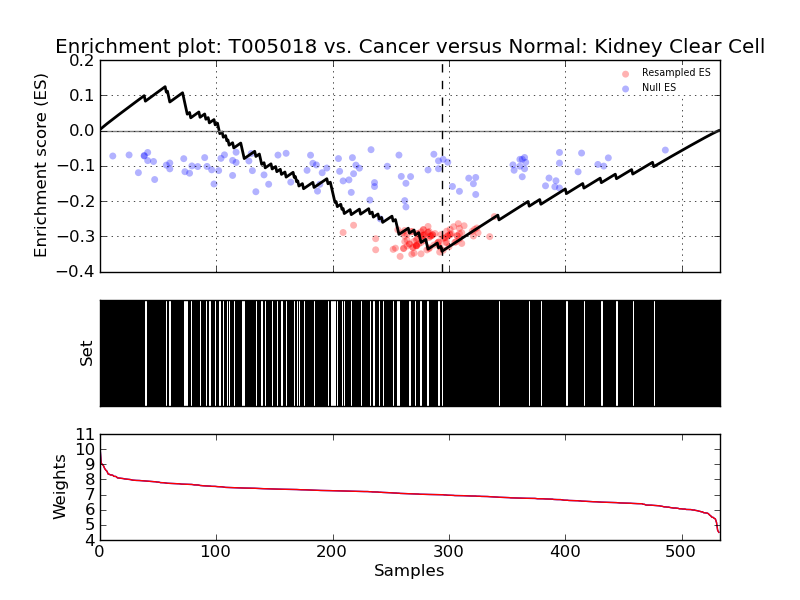 Enrichment plot: T005018 vs. Cancer versus Normal: Kidney Clear Cell
Enrichment score (ES)
0.2
0.1
0.0
−0.1
−0.2
−0.3
−0.4
Resampled ES
Null ES
Set
Weights
11
10
9
8
7
6
5
4
0 100 200 300 400 500
Samples